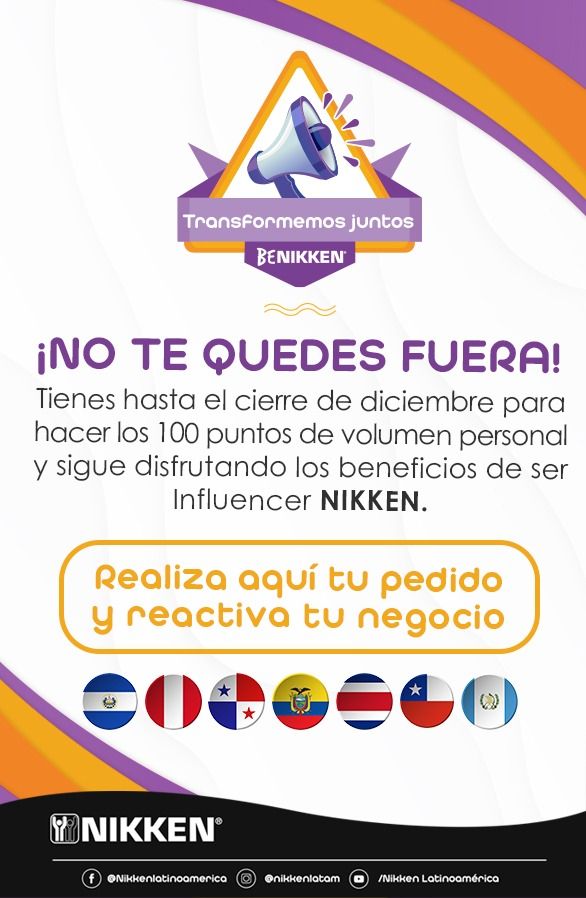 Transformemos juntos
BENIKKEN®
¡NO TE QUEDES FUERA!
Tienes hasta el cierre de diciembre para
hacer los 100 puntos de volumen personal
y sigue disfrutando los beneficios de ser
Influencer NIKKEN.
Realiza aquí tu pedido
y reactiva tu negocio
NIKKEN®
@Nikkenlatinoamerica @nikkenlatam /Nikken Latinoamérica